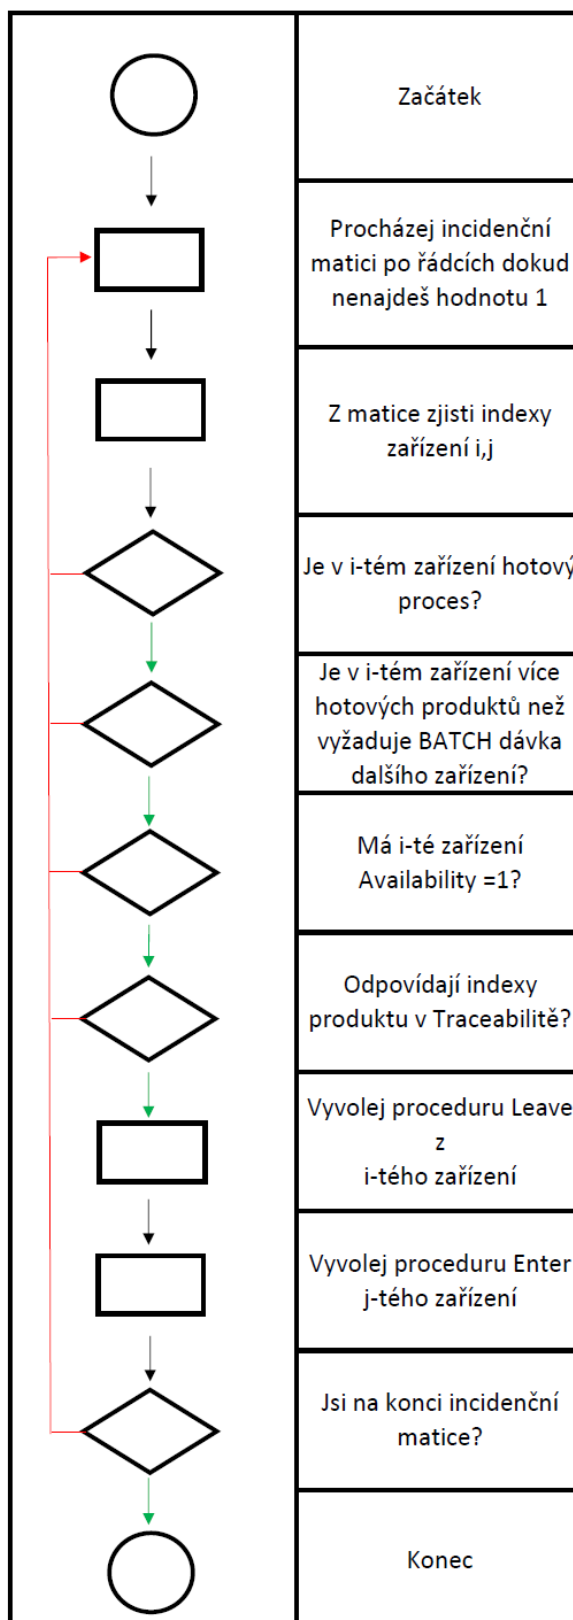 Začátek
Procházej incidenční
matici po řádcích dokud
nenajdeš hodnotu 1
Z matice zjisti indexy
zařízení i,j
Je v i-tém zařízení hotový
proces?
Je v i-tém zařízení více
hotových produktů než
vyžaduje BATCH dávka
dalšího zařízení?
Má i-té zařízení
Availability =1?
Odpovídají indexy
produktu v Traceabilitě?
Vyvolej proceduru Leave
z
i-tého zařízení
Vyvolej proceduru Enter
j-tého zařízení
Jsi na konci incidenční
matice?
Konec